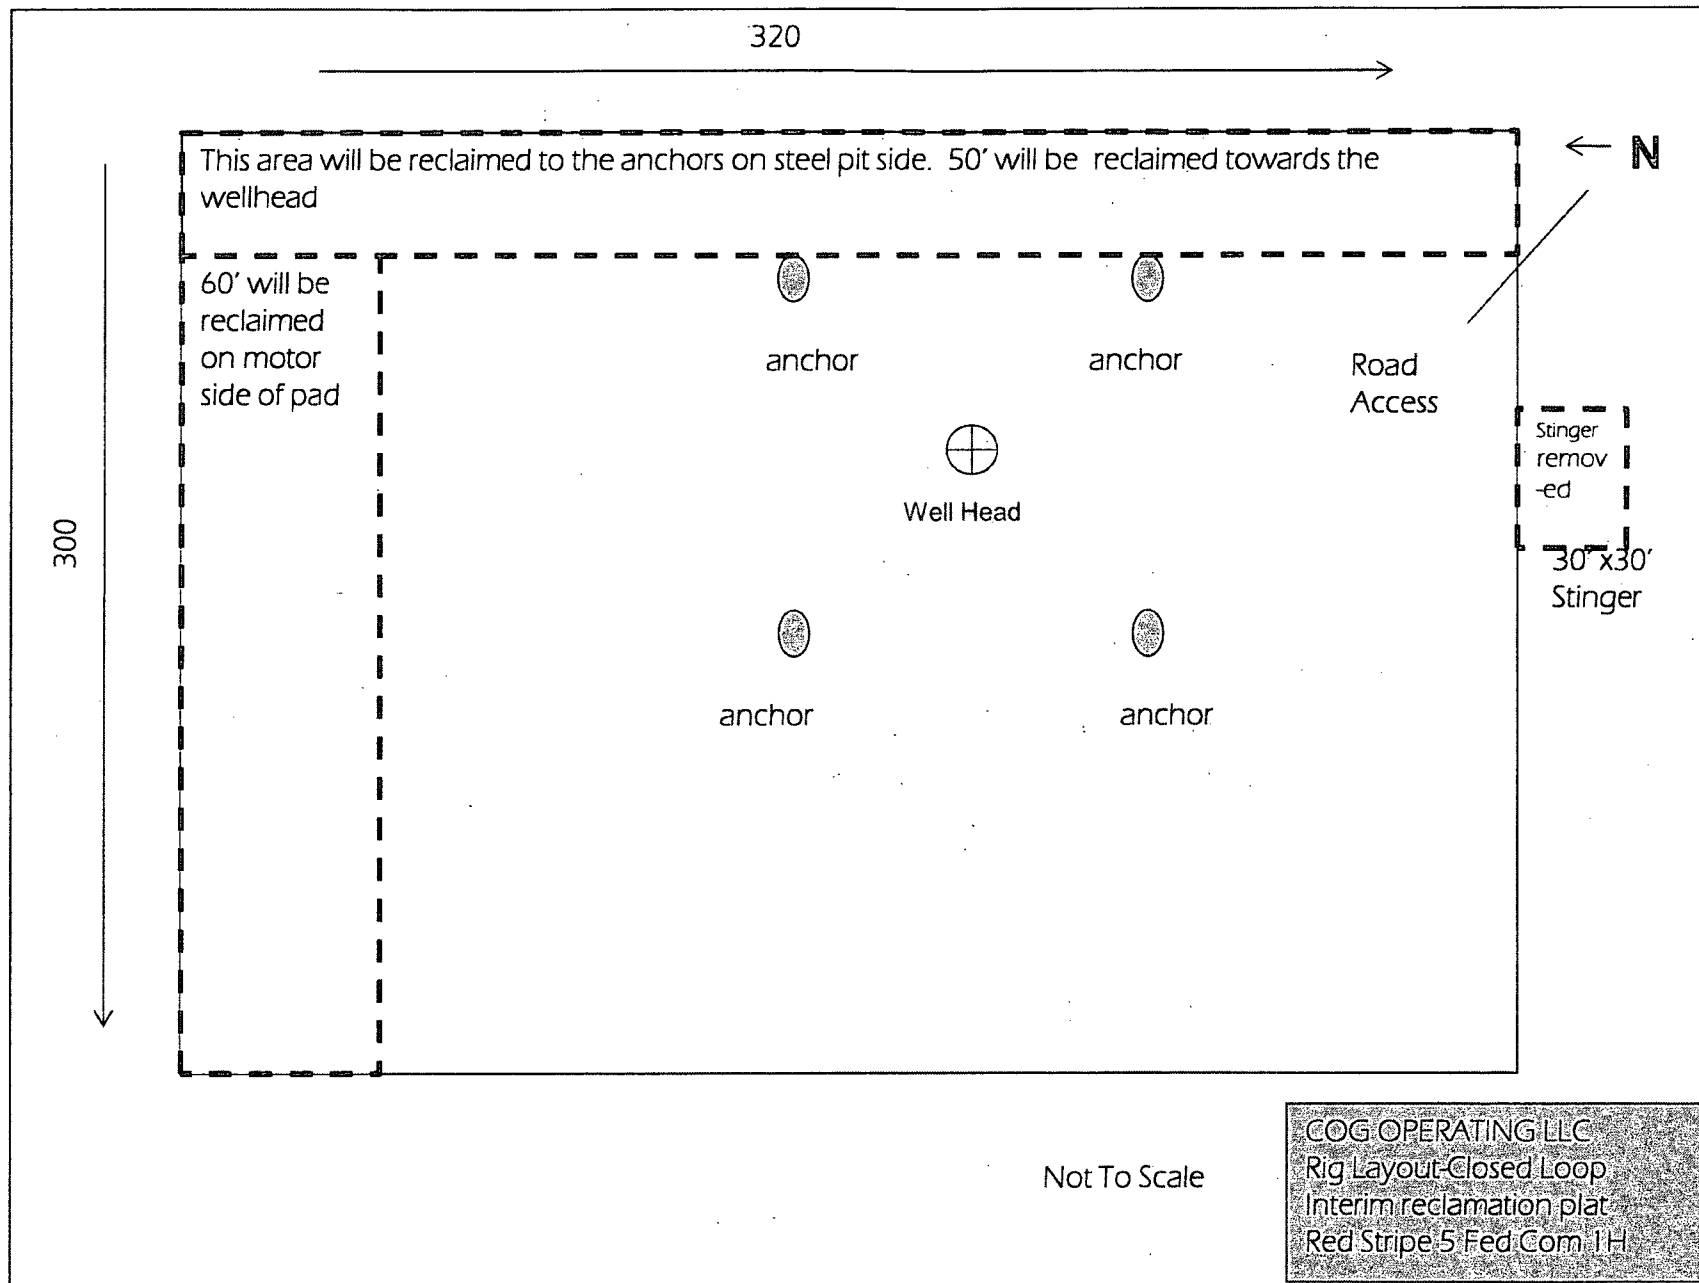 320
This area will be reclaimed to the anchors on steel pit side. 50' will be reclaimed towards the
wellhead
N
60' will be
reclaimed
on motor
side of pad
anchor
anchor
Road
Access
Stinger
remov
-ed
Well Head
300
30' x30'
Stinger
anchor
anchor
Not To Scale
COG OPERATING LLC
Rig Layout-Closed Loop
Interim reclamation plat
Red Stripe 5 Fed Com 1H